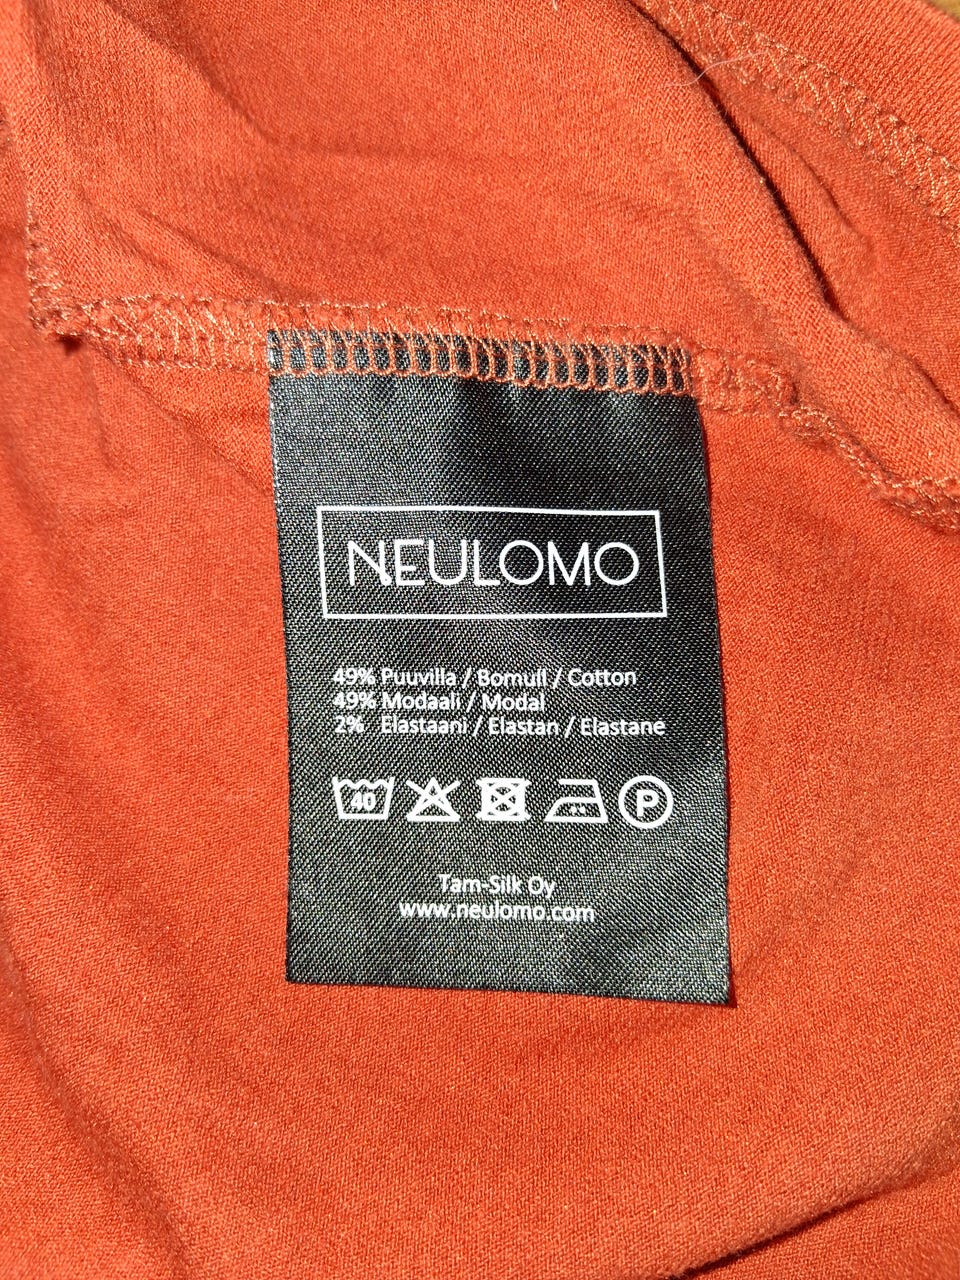 NEULOMO
49% Puuvilla / Bomull / Cotton
49% Modaali / Modal
2% Elastaani / Elastan / Elastane
40 P
Tam-Silk Oy
www.neulomo.com